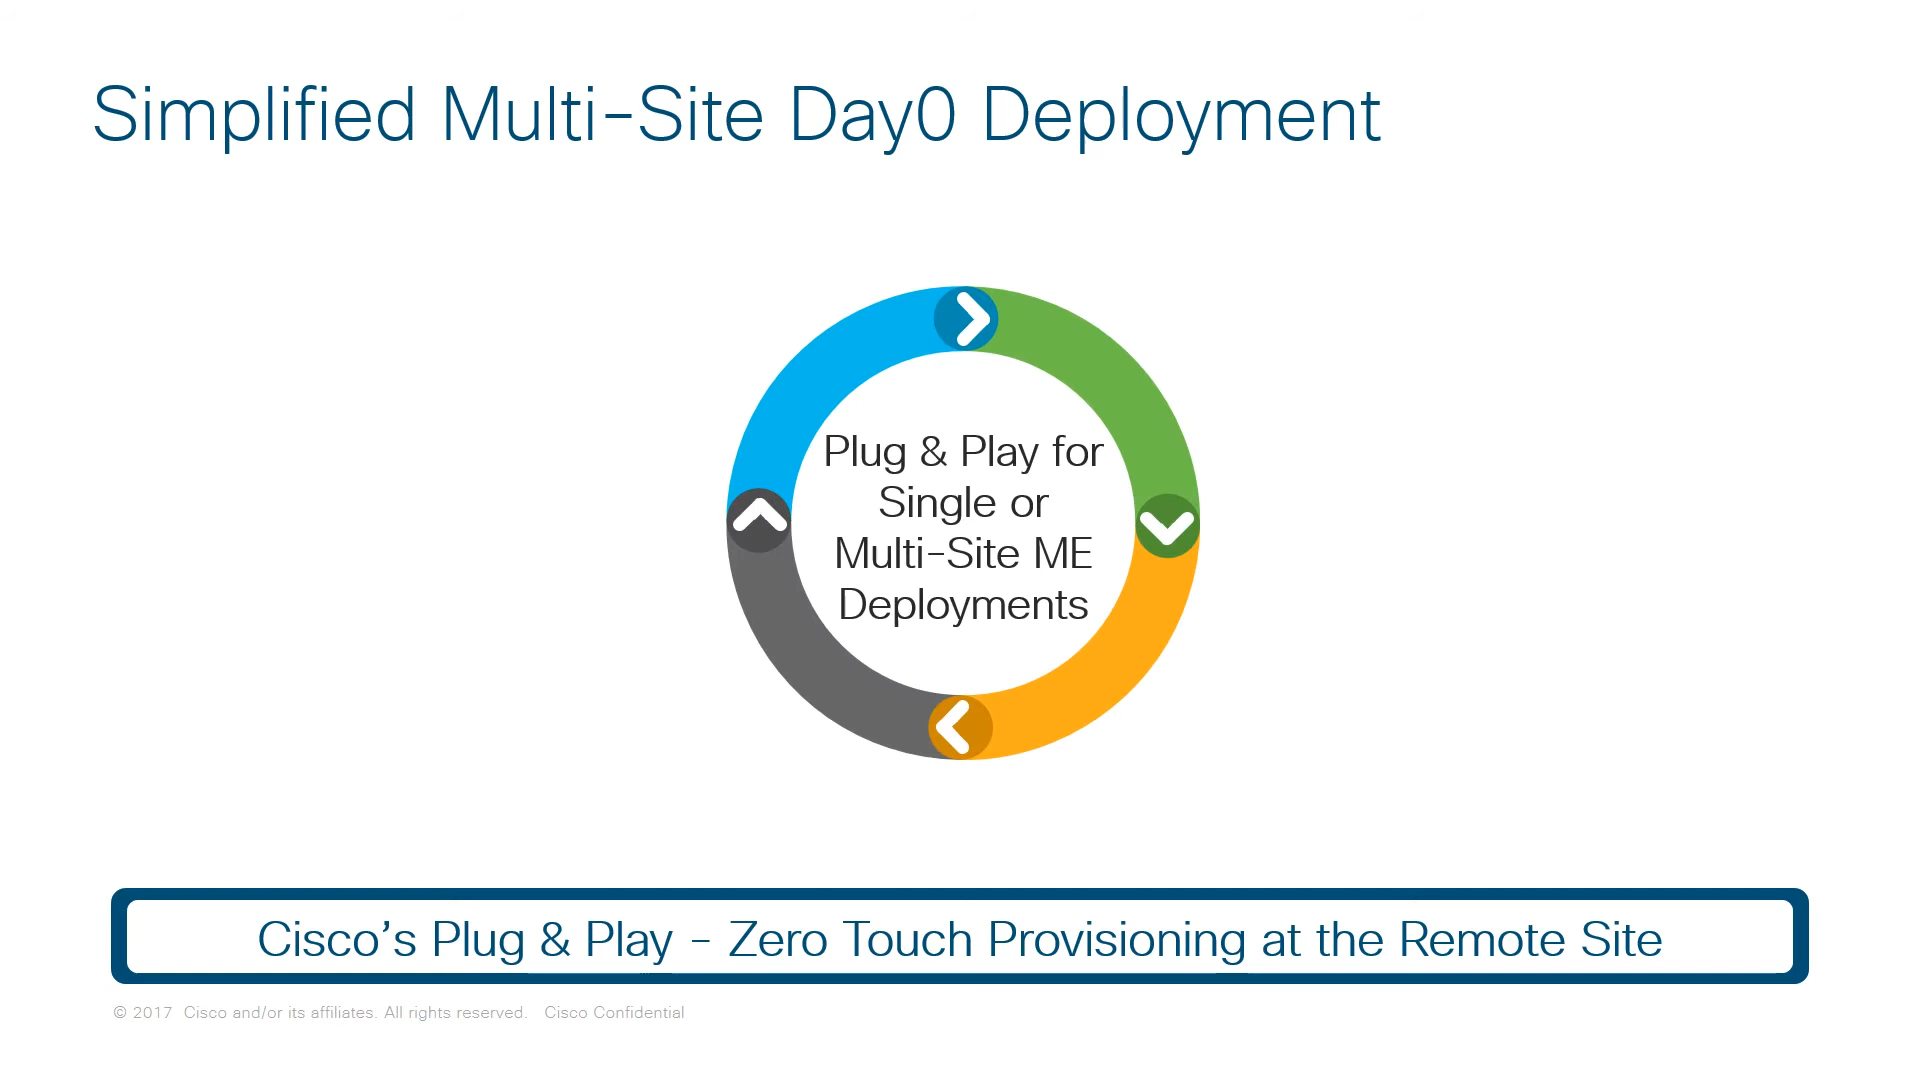 Simplified Multi-Site Day0 Deployment
Plug & Play for
Single or
Multi-Site ME
Deployments
Cisco’s Plug & Play - Zero Touch Provisioning at the Remote Site
© 2017 Cisco and/or its affiliates. All rights reserved. Cisco Confidential